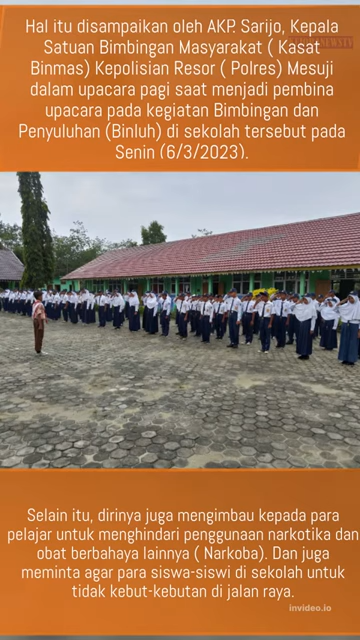 Hal itu disampaikan oleh AKP. Sarijo, Kepala
Satuan Bimbingan Masyarakat ( Kasat
Binmas) Kepolisian Resor ( Polres) Mesuji
dalam upacara pagi saat menjadi pembina
upacara pada kegiatan Bimbingan dan
Penyuluhan (Binluh) di sekolah tersebut pada
Senin (6/3/2023).
Selain itu, dirinya juga mengimbau kepada para
pelajar untuk menghindari penggunaan narkotika dan
obat berbahaya lainnya ( Narkoba). Dan juga
meminta agar para siswa-siswi di sekolah untuk
tidak kebut-kebutan di jalan raya.
invideo.io